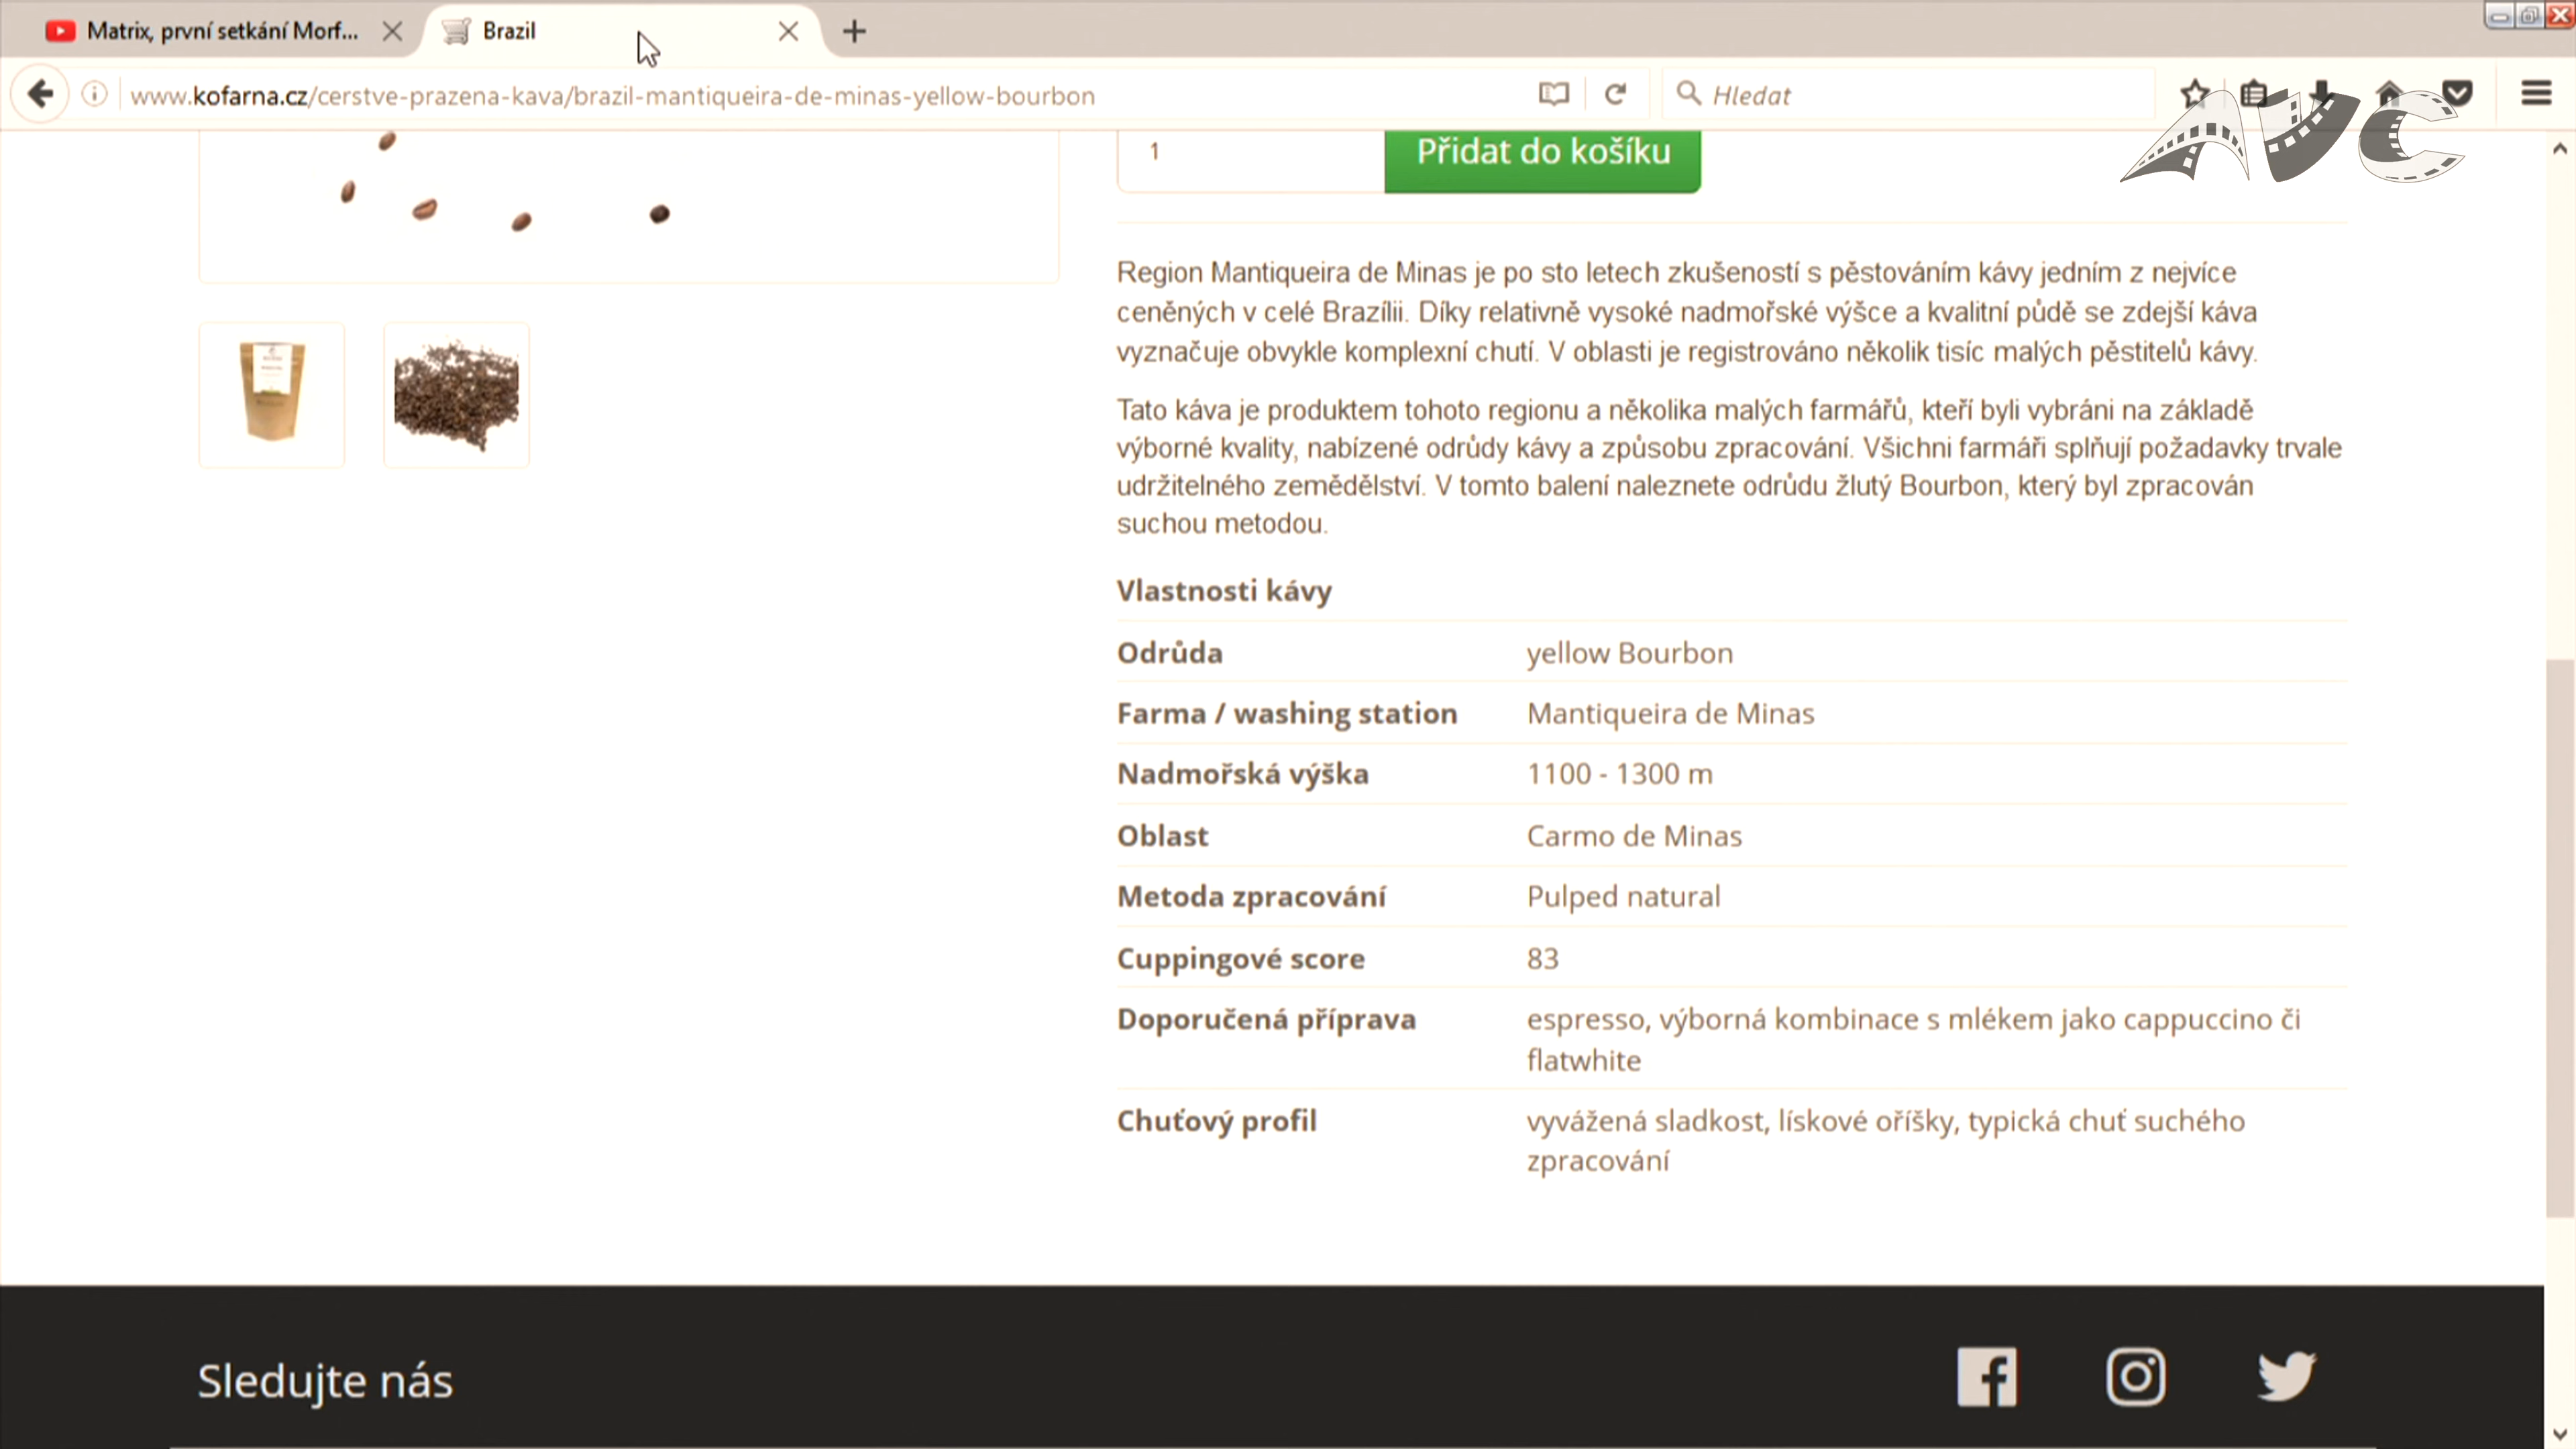 Matrix, první setkání Morf...
Brazil
www.kofarna.cz/cerstve-prazena-kava/brazil-mantiqueira-de-minas-yellow-bourbon
Hledat
AVC
1
Přidat do košíku
Region Mantiqueira de Minas je po sto letech zkušeností s pěstováním kávy jedním z nejvíce
ceněných v celé Brazílii. Díky relativně vysoké nadmořské výšce a kvalitní půdě se zdejší káva
vyznačuje obvykle komplexní chutí. V oblasti je registrováno několik tisíc malých pěstitelů kávy.
Tato káva je produktem tohoto regionu a několika malých farmářů, kteří byli vybráni na základě
výborné kvality, nabízené odrůdy kávy a způsobu zpracování. Všichni farmáři splňují požadavky trvale
udržitelného zemědělství. V tomto balení naleznete odrůdu žlutý Bourbon, který byl zpracován
suchou metodou.
Vlastnosti kávy
Odrůda yellow Bourbon
Farma / washing station Mantiqueira de Minas
Nadmořská výška 1100 - 1300 m
Oblast Carmo de Minas
Metoda zpracování Pulped natural
Cuppingové score 83
Doporučená příprava espresso, výborná kombinace s mlékem jako cappuccino či
flatwhite
Chuťový profil vyvážená sladkost, lískové oříšky, typická chuť suchého
zpracování
Sledujte nás